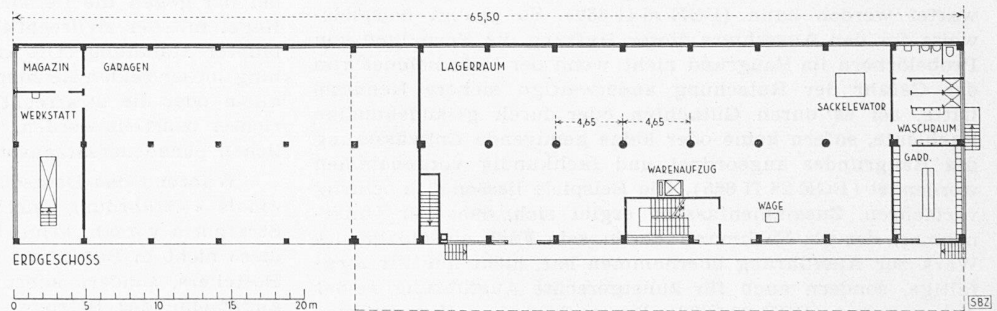 65,50
MAGAZIN GARAGEN LAGERRAUM
SACKELEVATOR
WERKSTATT
4,65 4,65
WASCHRAUM
GARD.
WARENAUFZUG
WAGE
ERDGESCHOSS
0 5 10 15 20 m
SBZ